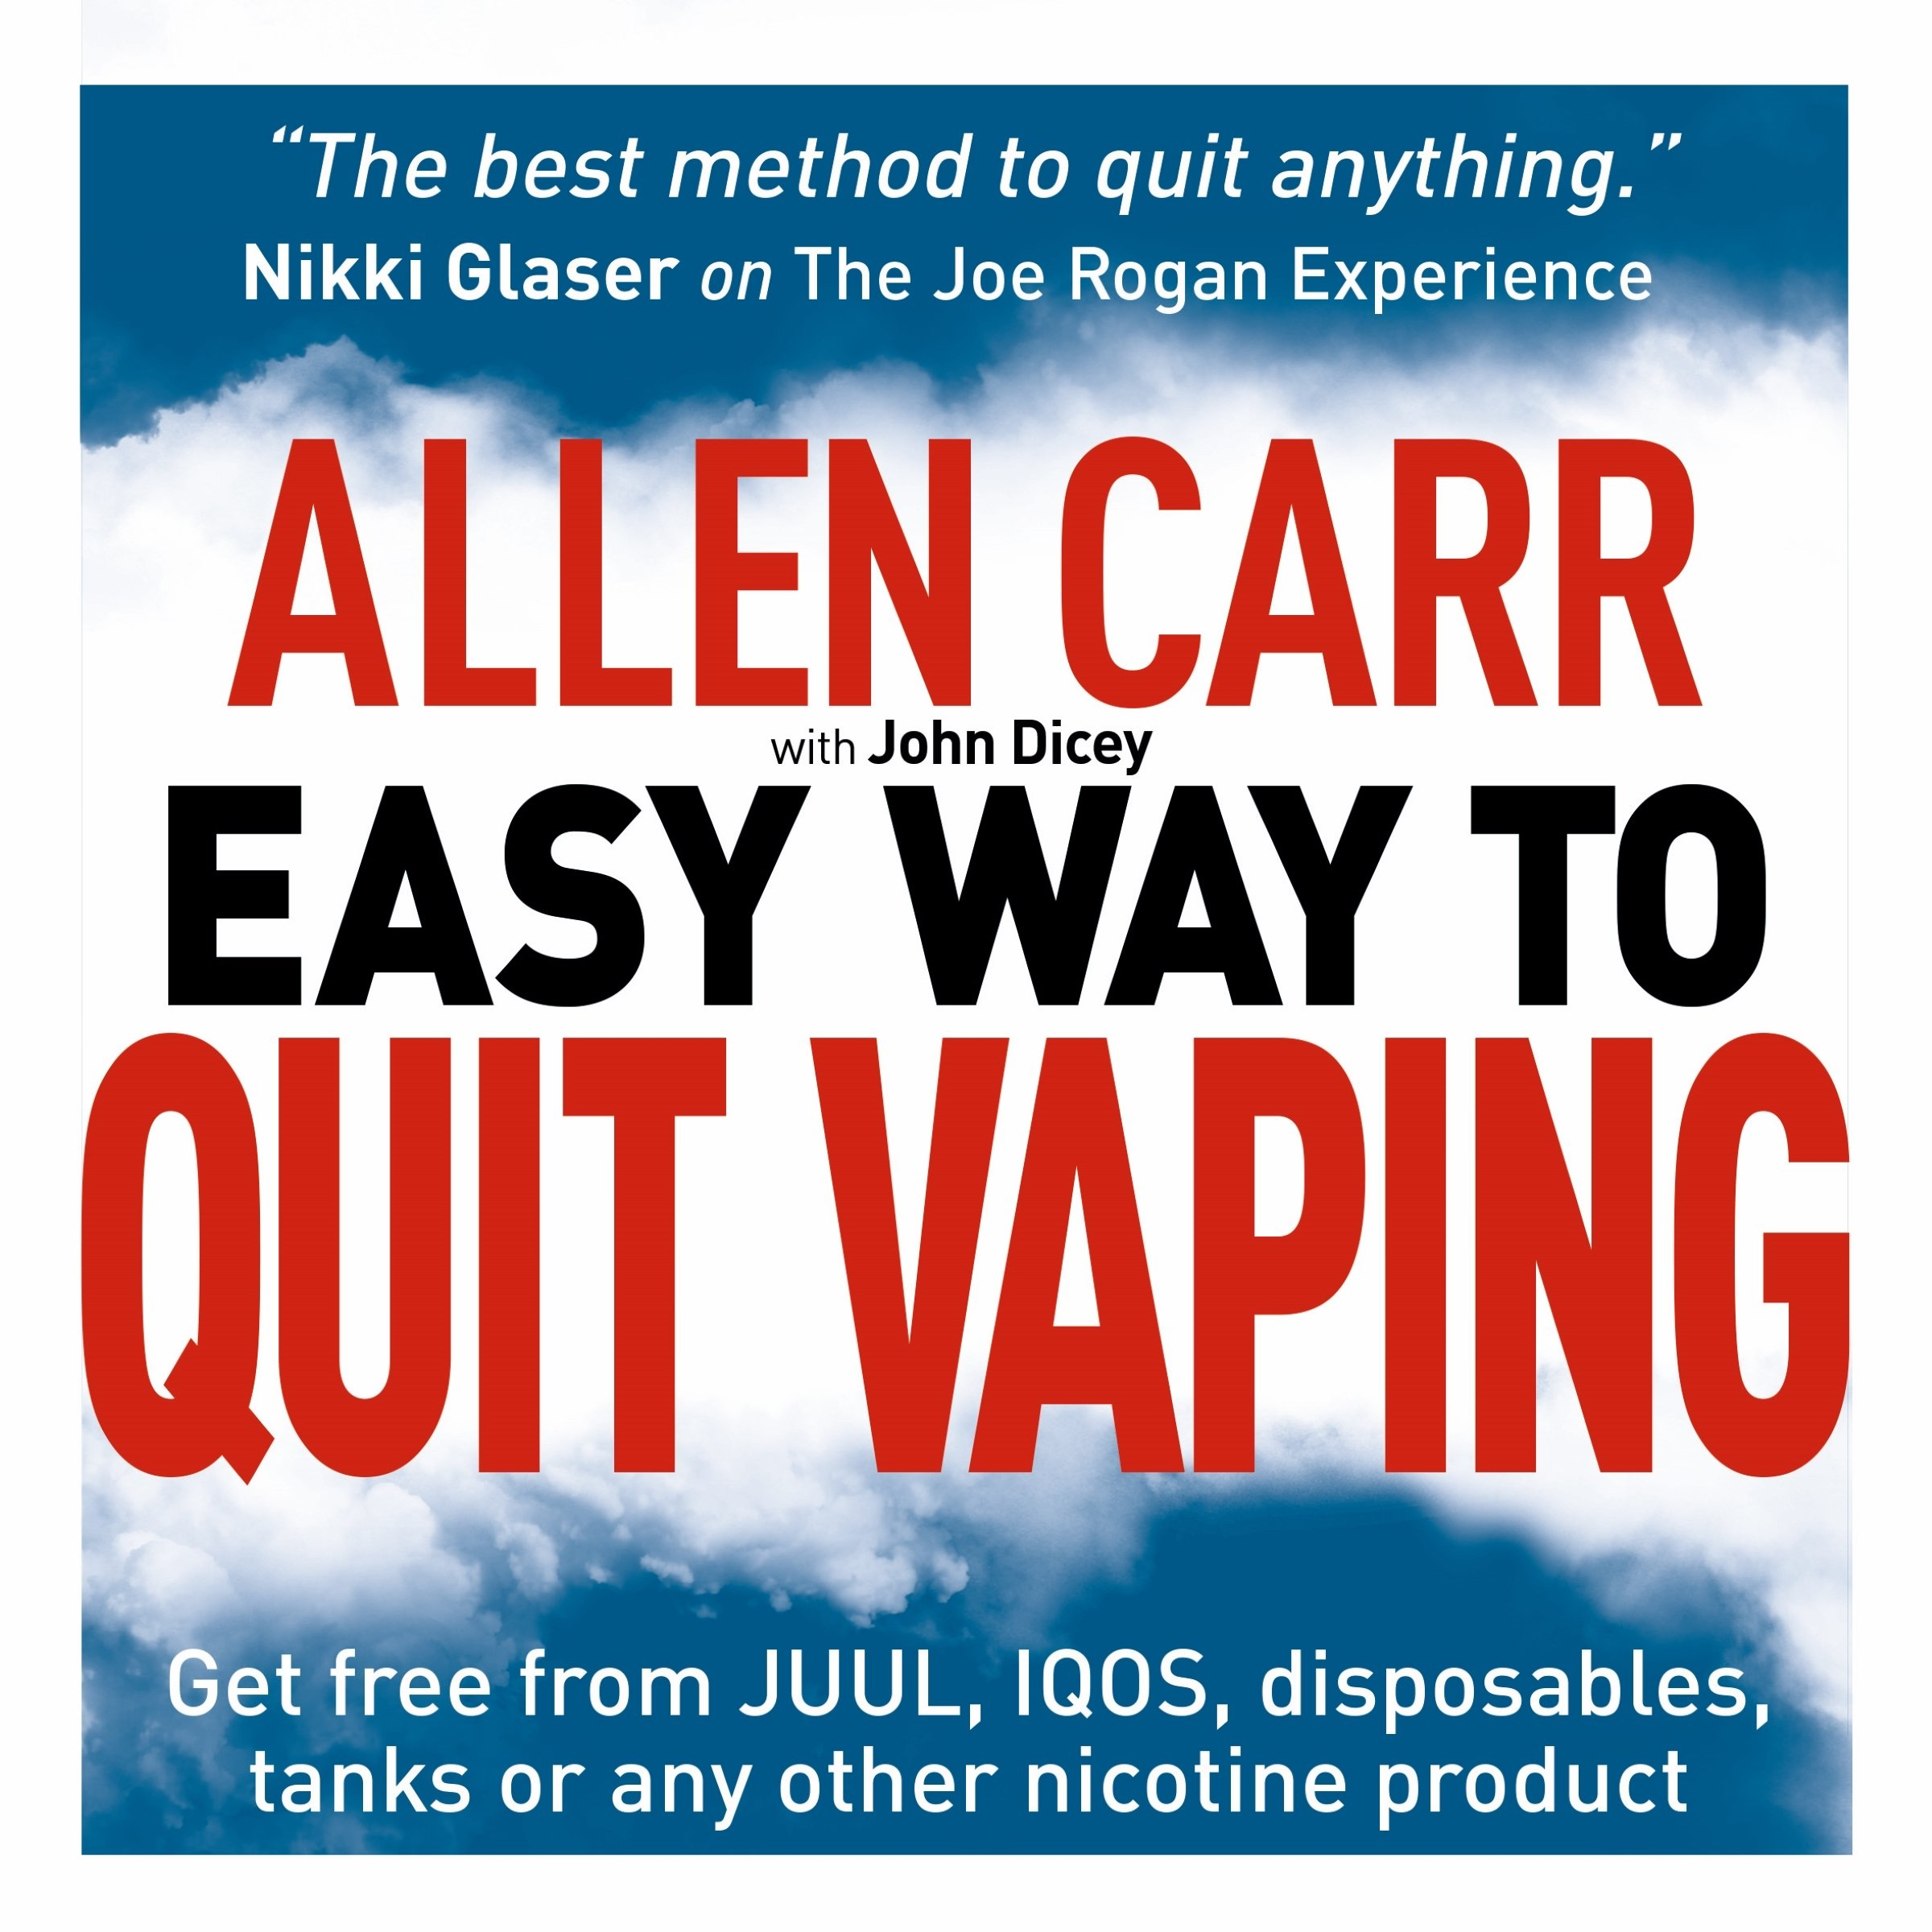 “The best method to quit anything.”
Nikki Glaser on The Joe Rogan Experience
ALLEN CARR
with John Dicey
EASY WAY TO
QUIT VAPING
Get free from JUUL, IQOS, disposables,
tanks or any other nicotine product